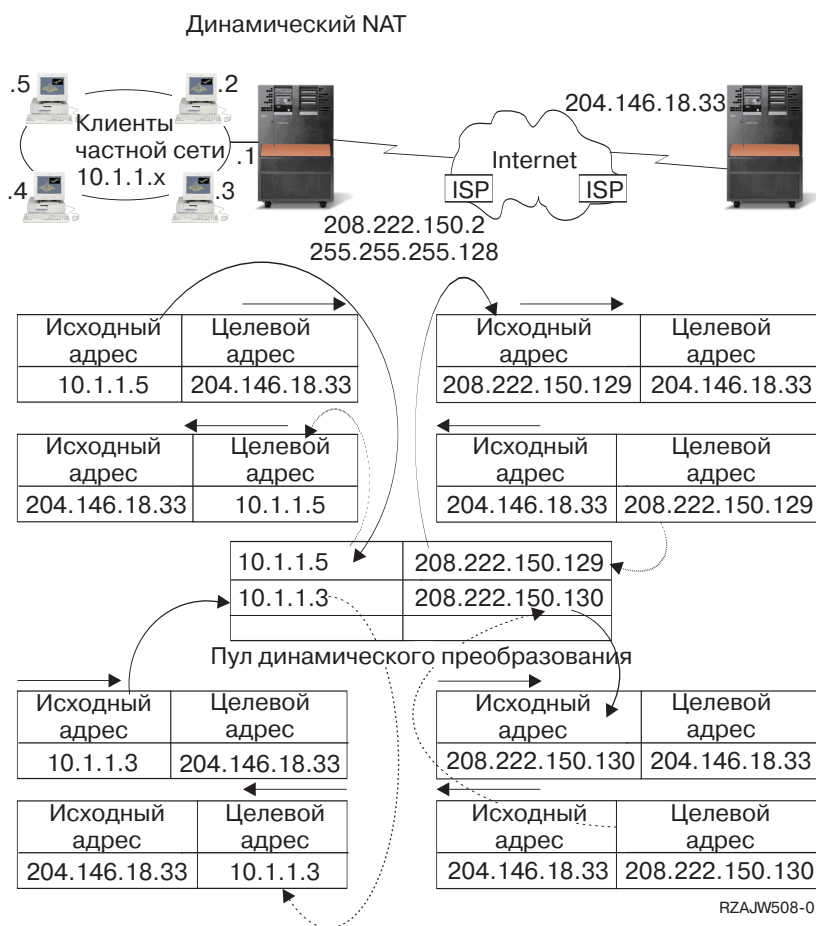 Динамический NAT
.5
.2
204.146.18.33
Клиенты
частной сети
.1
Internet
10.1.1.x
.4
.3
ISP
ISP
208.222.150.2
255.255.255.128
Исходный адрес
Целевой адрес
10.1.1.5
204.146.18.33
Исходный адрес
Целевой адрес
208.222.150.129
204.146.18.33
Исходный адрес
Целевой адрес
204.146.18.33
10.1.1.5
Исходный адрес
Целевой адрес
204.146.18.33
208.222.150.129
10.1.1.5
208.222.150.129
10.1.1.3
208.222.150.130
Пул динамического преобразования
Исходный адрес
Целевой адрес
10.1.1.3
204.146.18.33
Исходный адрес
Целевой адрес
208.222.150.130
204.146.18.33
Исходный адрес
Целевой адрес
204.146.18.33
10.1.1.3
Исходный адрес
Целевой адрес
204.146.18.33
208.222.150.130
RZAJW508-0